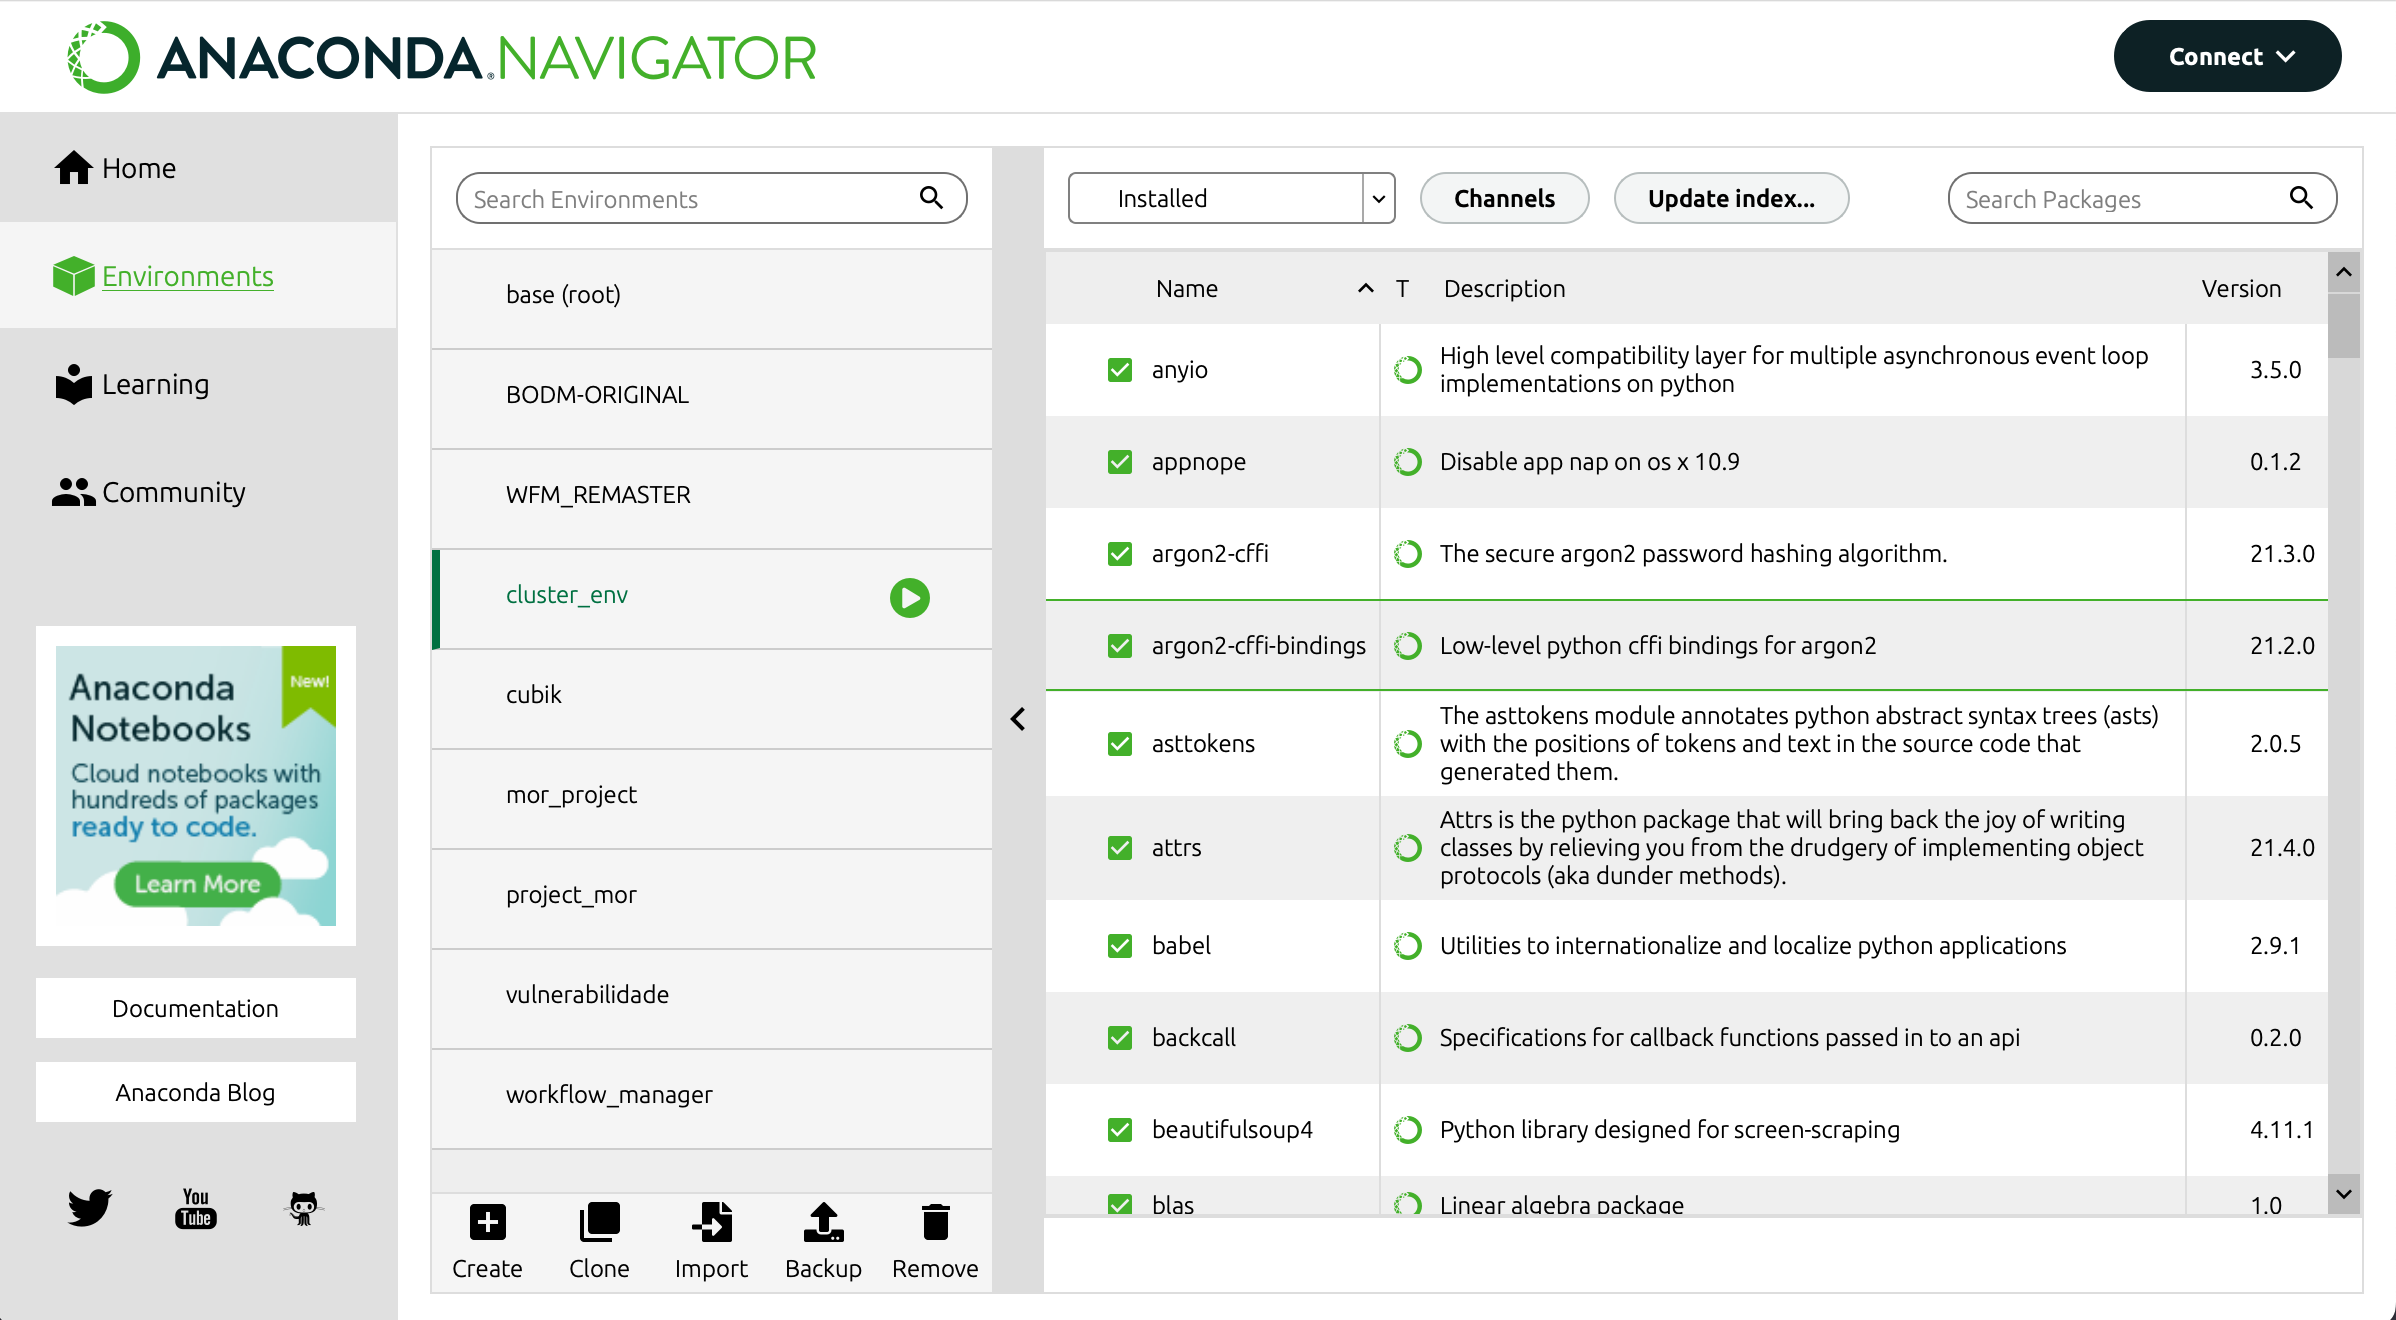 ANACONDA.NAVIGATOR
Connect
Home
Environments
Learning
Community
Anaconda
Notebooks
New!
Cloud notebooks with
hundreds of packages
ready to code.
Learn More
Documentation
Anaconda Blog
You
Tube
Search Environments
base (root)
BODM-ORIGINAL
WFM_REMASTER
cluster_env
cubik
mor_project
project_mor
vulnerabilidade
workflow_manager
Create Clone Import Backup Remove
Installed Channels Update index... Search Packages
Name T Description Version
anyio High level compatibility layer for multiple asynchronous event loop
implementations on python 3.5.0
appnope Disable app nap on os x 10.9 0.1.2
argon2-cffi The secure argon2 password hashing algorithm. 21.3.0
argon2-cffi-bindings Low-level python cffi bindings for argon2 21.2.0
asttokens The asttokens module annotates python abstract syntax trees (asts)
with the positions of tokens and text in the source code that
generated them. 2.0.5
attrs Attrs is the python package that will bring back the joy of writing
classes by relieving you from the drudgery of implementing object
protocols (aka dunder methods). 21.4.0
babel Utilities to internationalize and localize python applications 2.9.1
backcall Specifications for callback functions passed in to an api 0.2.0
beautifulsoup4 Python library designed for screen-scraping 4.11.1
blas Linear algebra package 1.0